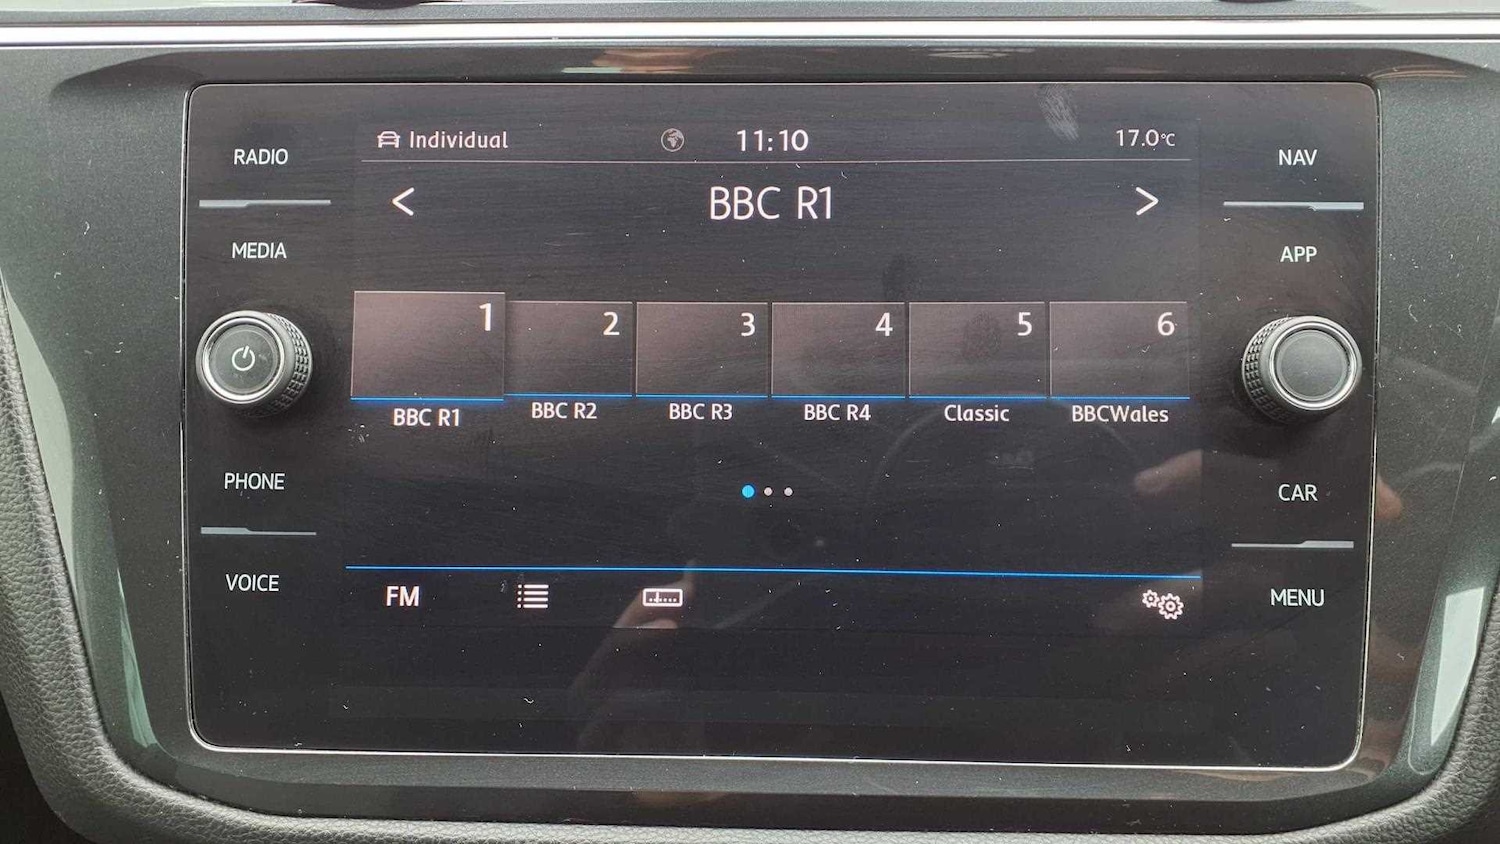 RADIO
MEDIA
PHONE
VOICE
Individual 11:10 17.0°C
< BBC R1 >
1 2 3 4 5 6
BBC R1 BBC R2 BBC R3 BBC R4 Classic BBCWales
FM
NAV
APP
CAR
MENU